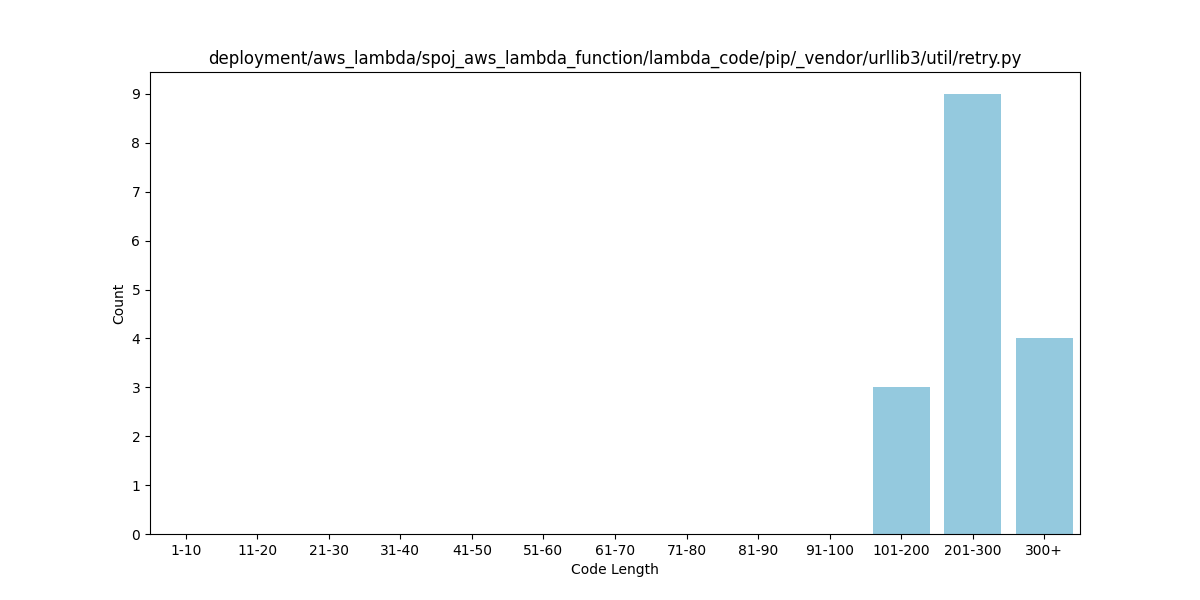 deployment/aws_lambda/spoj_aws_lambda_function/lambda_code/pip/_vendor/urllib3/util/retry.py
9
8
7
6
5
4
3
2
1
0
Count
1-10 11-20 21-30 31-40 41-50 51-60 61-70 71-80 81-90 91-100 101-200 201-300 300+
Code Length